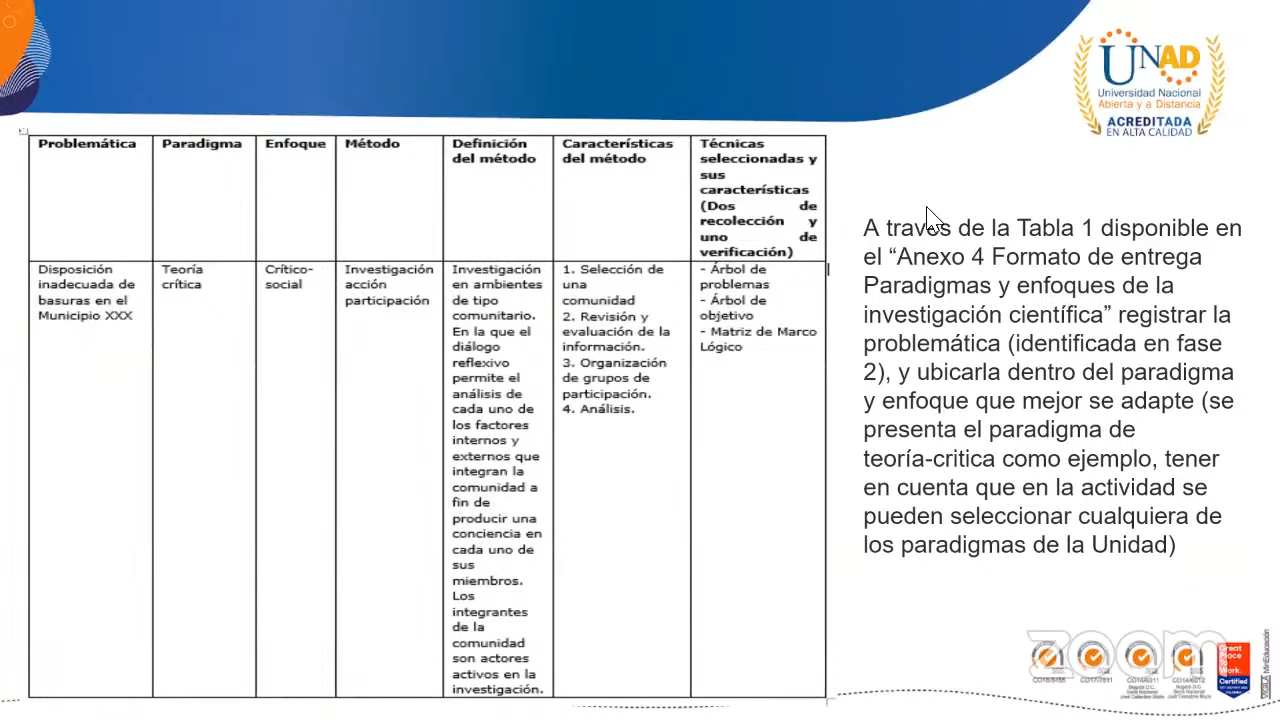 UNAD
Universidad Nacional
Abierta y a Distancia
ACREDITADA
EN ALTA CALIDAD
Problemática
Paradigma
Enfoque
Método
Definición
del método
Características
del método
Técnicas
seleccionadas y
sus
características
(Dos de
recolección y
uno de
verificación)
Disposición
inadecuada de
basuras en el
Municipio XXX
Teoría
crítica
Crítico-
social
Investigación
acción
participación
Investigación
en ambientes
de tipo
comunitario.
En la que el
diálogo
reflexivo
permite el
análisis de
cada uno de
los factores
internos y
externos que
integran la
comunidad a
fin de
producir una
conciencia en
cada uno de
sus
miembros.
Los
integrantes
de la
comunidad
son actores
activos en la
investigación.
1. Selección de
una
comunidad
2. Revisión y
evaluación de la
información.
3. Organización
de grupos de
participación.
4. Análisis.
- Árbol de
problemas
- Árbol de
objetivo
- Matriz de Marco
Lógico
A través de la Tabla 1 disponible en
el “Anexo 4 Formato de entrega
Paradigmas y enfoques de la
investigación científica” registrar la
problemática (identificada en fase
2), y ubicarla dentro del paradigma
y enfoque que mejor se adapte (se
presenta el paradigma de
teoría-critica como ejemplo, tener
en cuenta que en la actividad se
pueden seleccionar cualquiera de
los paradigmas de la Unidad)
zoom
Great
Place
To
Work.
Certified
VIGILADA MinEducación